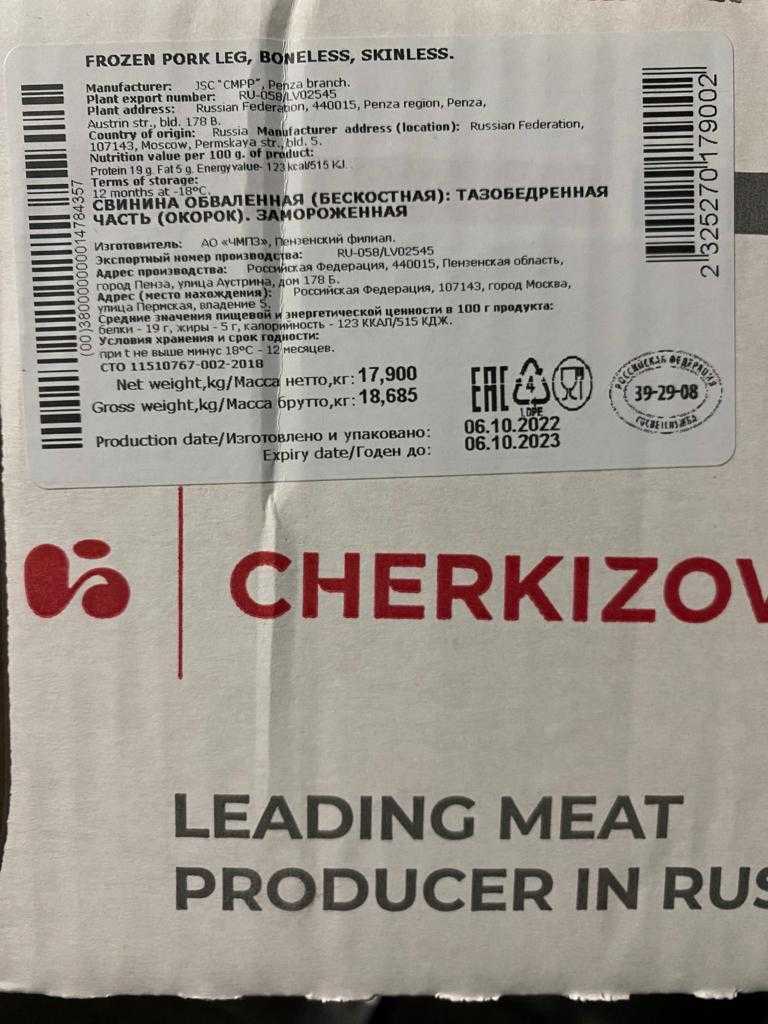 FROZEN PORK LEG, BONELESS, SKINLESS.
Manufacturer: JSC "CMPP", Penza branch.
Plant export number: RU-058/LV02545
Plant address: Russian Federation, 440015, Penza region, Penza,
Austrin str., bld. 178 B.
Country of origin: Russia Manufacturer address (location): Russian Federation,
107143, Moscow, Permskaya str., bld. 5.
Nutrition value per 100 g. of product:
Protein 19 g. Fat 5 g. Energy value- 123 kcal/515 KJ.
Terms of storage:
12 months at -18°C.
СВИНИНА ОБВАЛЕННАЯ (БЕСКОСТНАЯ): ТАЗОБЕДРЕННАЯ
ЧАСТЬ (ОКОРОК). ЗАМОРОЖЕННАЯ
Изготовитель: АО «ЧМПЗ», Пензенский филиал.
Экспортный номер производства: RU-058/LV02545
Адрес производства: Российская Федерация, 440015, Пензенская область,
город Пенза, улица Аустрина, дом 178 Б.
Адрес (место нахождения): Российская Федерация, 107143, город Москва,
улица Пермская, владение 5.
Средние значения пищевой и энергетической ценности в 100 г продукта:
белки - 19 г, жиры - 5 г, калорийность - 123 ККАЛ/515 КДЖ.
Условия хранения и срок годности:
при t не выше минус 18°С - 12 месяцев.
СТО 11510767-002-2018
Net weight,kg/Масса нетто,кг: 17,900
Gross weight,kg/Масса брутто,кг: 18,685
Production date/Изготовлено и упаковано: 06.10.2022
Expiry date/Годен до: 06.10.2023
(00)380000000014784357
2 325270 179002
EAC
4
LDPE
РОССИЙСКАЯ ФЕДЕРАЦИЯ
39-29-08
ГОСВЕТСЛУЖБА
CHERKIZOV
LEADING MEAT
PRODUCER IN RUS